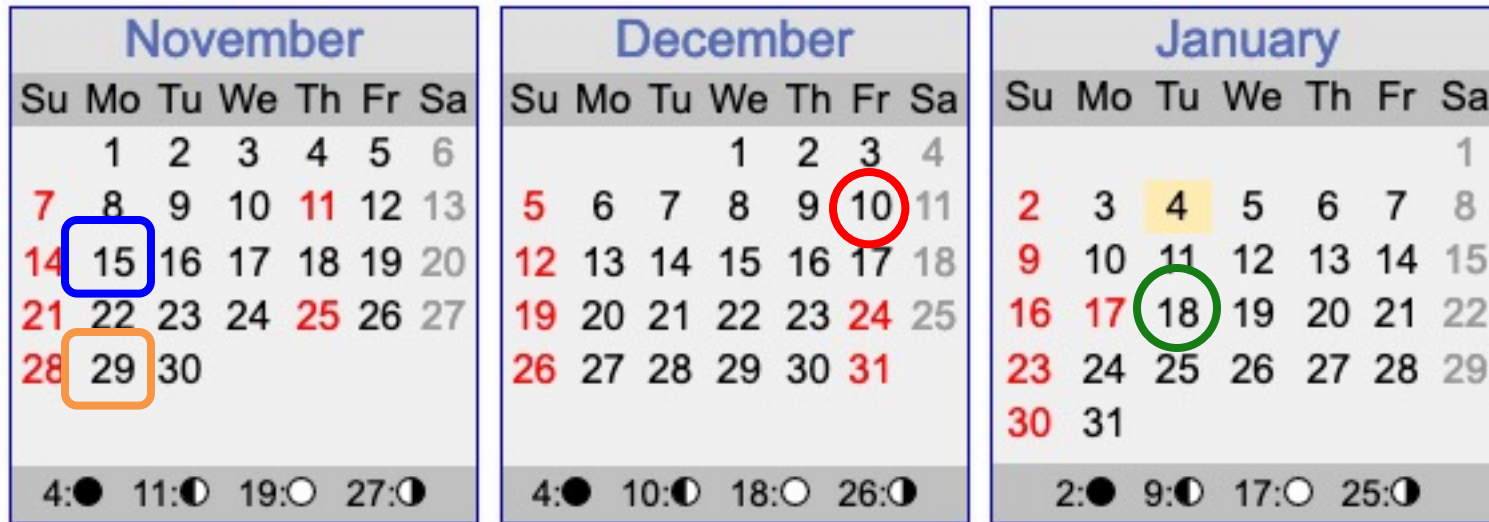 November
Su Mo Tu We Th Fr Sa
1 2 3 4 5 6
7 8 9 10 11 12 13
14 15 16 17 18 19 20
21 22 23 24 25 26 27
28 29 30
4: 11: 19: 27:
December
Su Mo Tu We Th Fr Sa
1 2 3 4
5 6 7 8 9 10 11
12 13 14 15 16 17 18
19 20 21 22 23 24 25
26 27 28 29 30 31
4: 10: 18: 26:
January
Su Mo Tu We Th Fr Sa
1
2 3 4 5 6 7 8
9 10 11 12 13 14 15
16 17 18 19 20 21 22
23 24 25 26 27 28 29
30 31
2: 9: 17: 25: